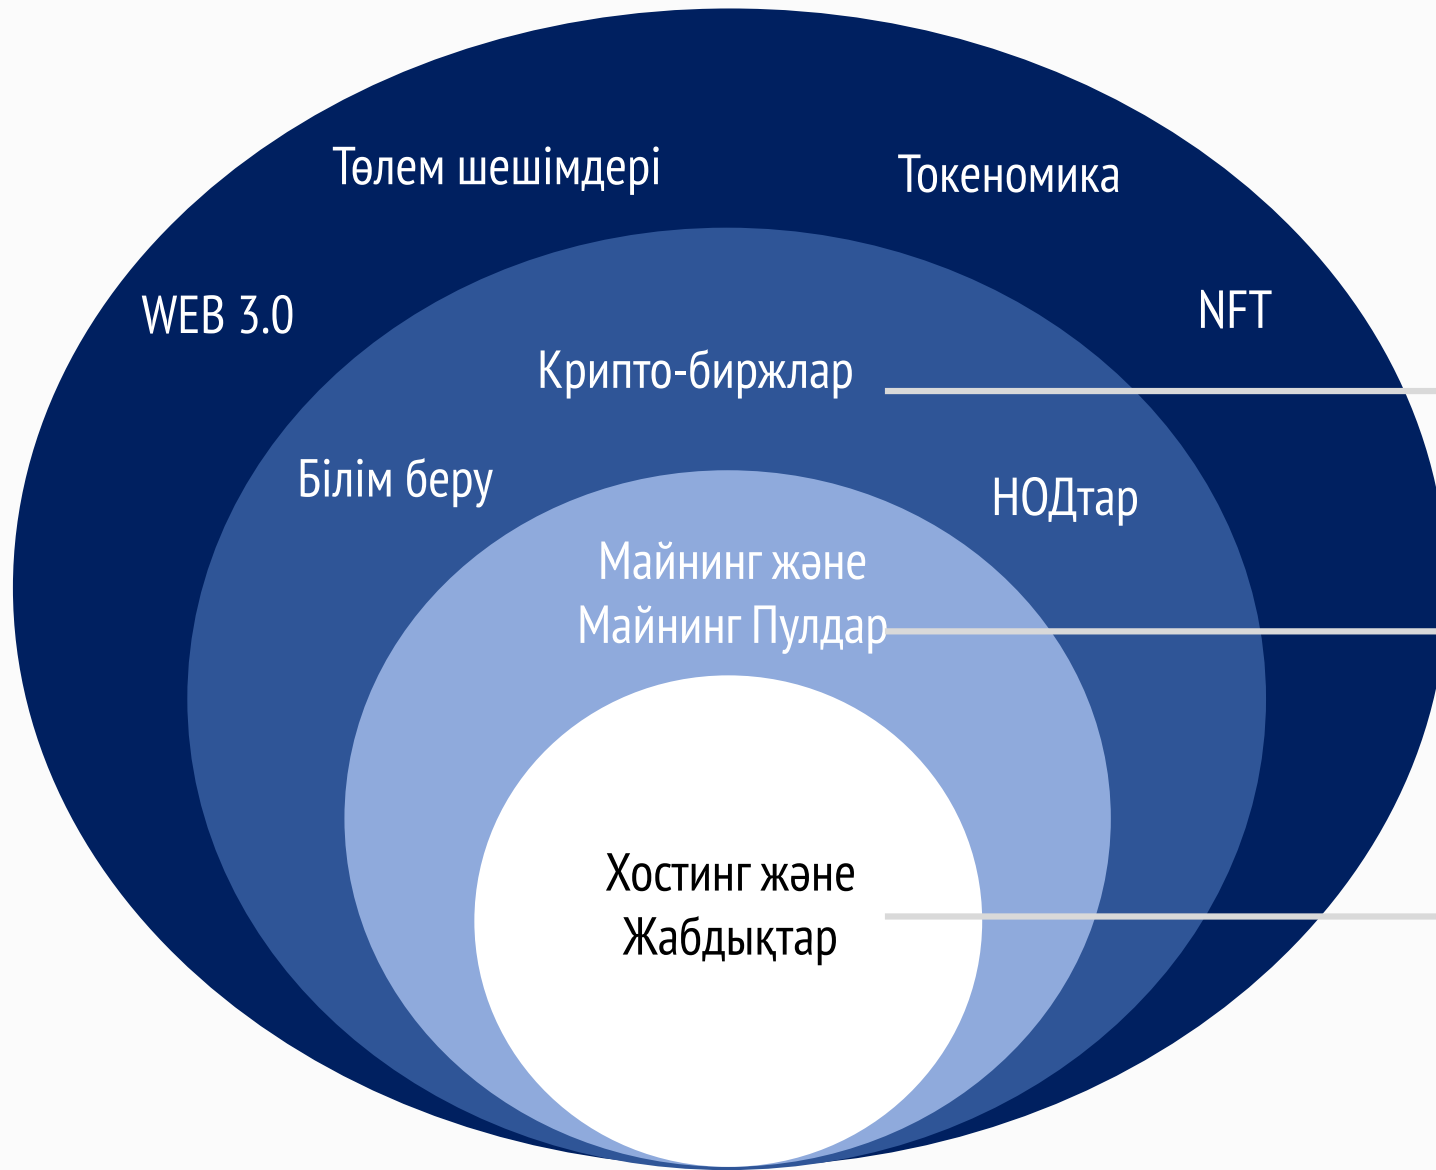 Төлем шешімдері
Токеномика
WEB 3.0
NFT
Крипто-биржлар
Білім беру
НОДтар
Майнинг және
Майнинг Пулдар
Хостинг және
Жабдықтар